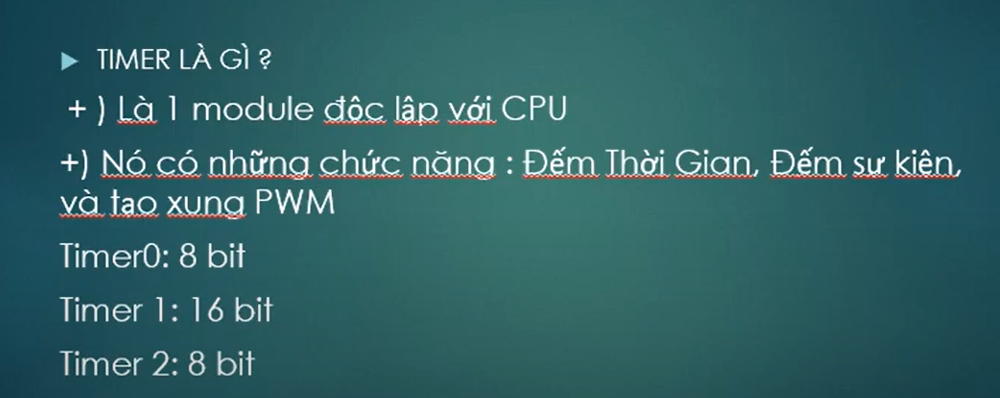 TIMER LÀ GÌ ?
+ ) Là 1 module độc lập với CPU
+) Nó có những chức năng : Đếm Thời Gian, Đếm sự kiện,
và tạo xung PWM
Timer0: 8 bit
Timer 1: 16 bit
Timer 2: 8 bit